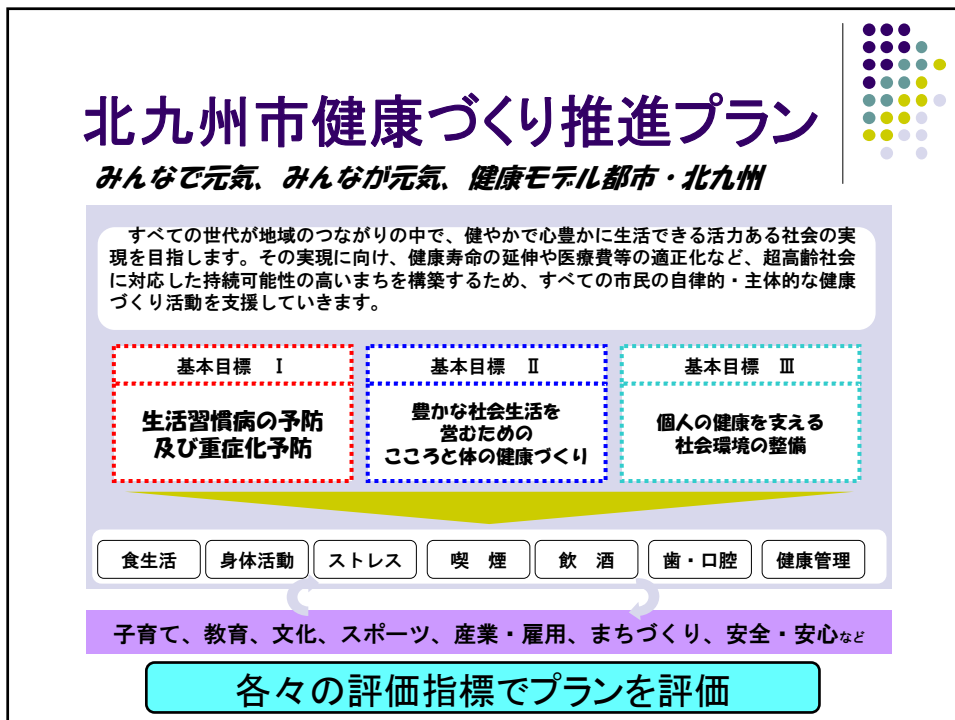 北九州市健康づくり推進プラン
みんなで元気、みんなが元気、健康モデル都市・北九州
すべての世代が地域のつながりの中で、健やかで心豊かに生活できる活力ある社会の実
現を目指します。その実現に向け、健康寿命の延伸や医療費等の適正化など、超高齢社会
に対応した持続可能性の高いまちを構築するため、すべての市民の自律的・主体的な健康
づくり活動を支援していきます。
基本目標　Ⅰ
生活習慣病の予防
及び重症化予防
基本目標　Ⅱ
豊かな社会生活を
営むための
こころと体の健康づくり
基本目標　Ⅲ
個人の健康を支える
社会環境の整備
食生活
身体活動
ストレス
喫　煙
飲　酒
歯・口腔
健康管理
子育て、教育、文化、スポーツ、産業・雇用、まちづくり、安全・安心など
各々の評価指標でプランを評価